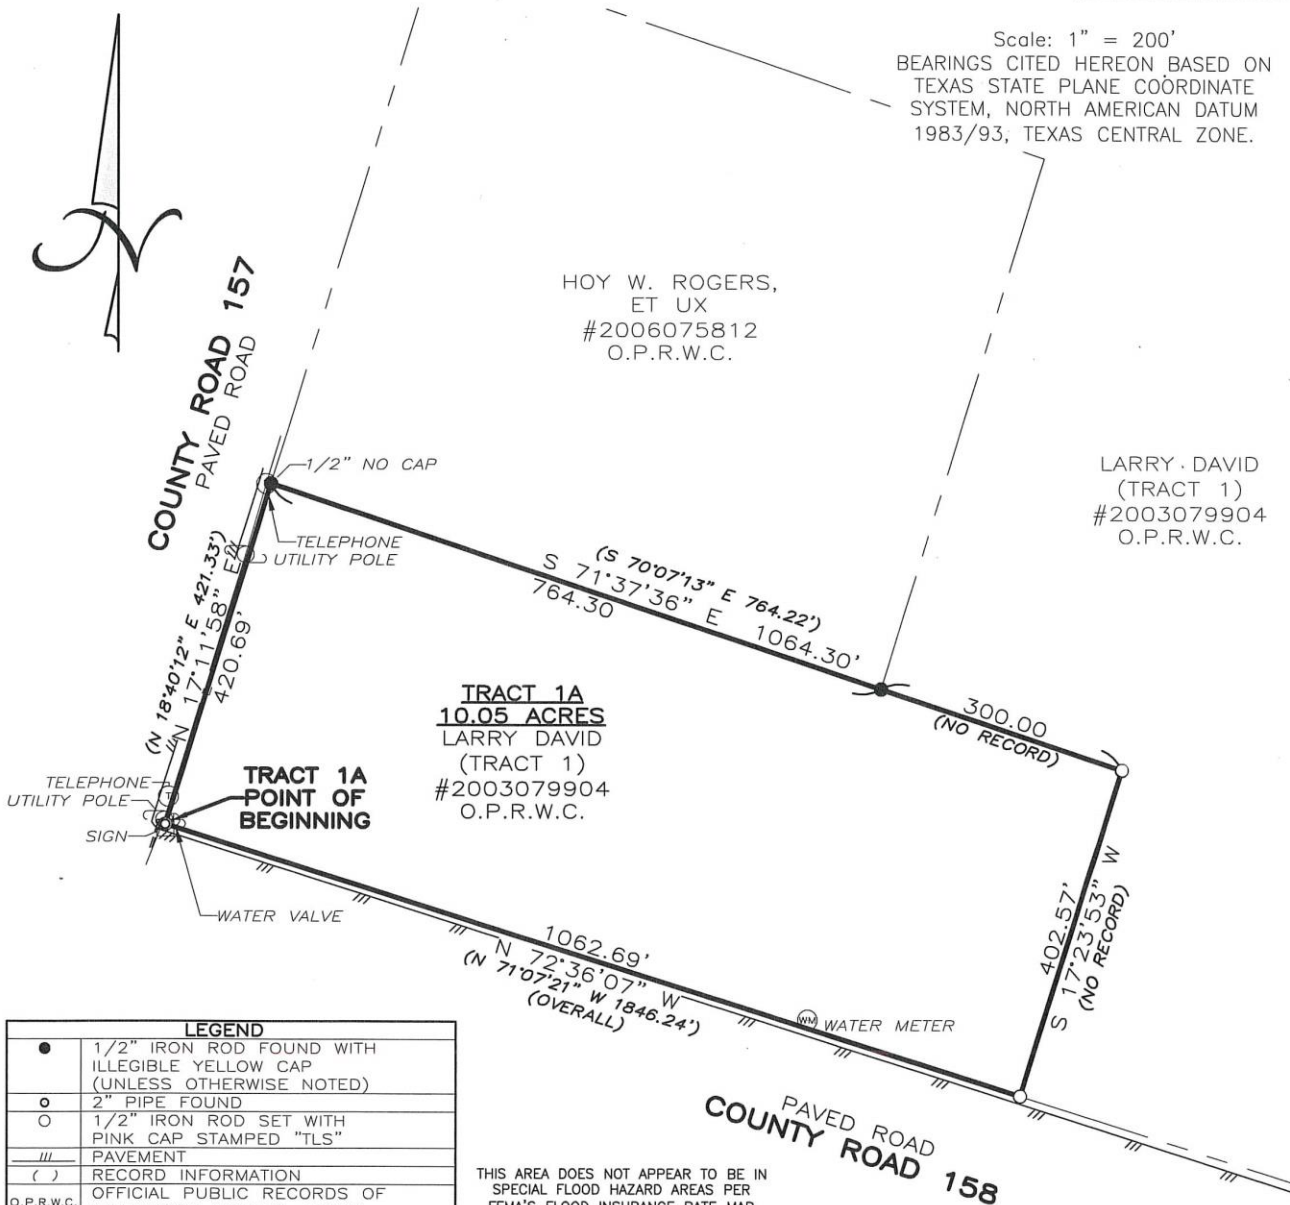 Scale: 1" = 200'
BEARINGS CITED HEREON BASED ON
TEXAS STATE PLANE COORDINATE
SYSTEM, NORTH AMERICAN DATUM
1983/93, TEXAS CENTRAL ZONE.
N
HOY W. ROGERS,
ET UX
#2006075812
O.P.R.W.C.
COUNTY ROAD 157
PAVED ROAD
1/2" NO CAP
LARRY DAVID
(TRACT 1)
#2003079904
O.P.R.W.C.
TELEPHONE
UTILITY POLE
(S 70°07'13" E 764.22')
S 71°37'36" E 1064.30'
764.30
(N 18°40'12" E 421.33')
N 17°11'58" E
420.69'
300.00
(NO RECORD)
TRACT 1A
10.05 ACRES
LARRY DAVID
(TRACT 1)
#2003079904
O.P.R.W.C.
TRACT 1A
POINT OF
BEGINNING
TELEPHONE
UTILITY POLE
SIGN
WATER VALVE
402.57'
S 17°23'53" W
(NO RECORD)
1062.69'
N 72°36'07" W
(N 71°07'21" W 1846.24')
(OVERALL)
WM
WATER METER
PAVED ROAD
COUNTY ROAD 158
LEGEND
1/2" IRON ROD FOUND WITH
ILLEGIBLE YELLOW CAP
(UNLESS OTHERWISE NOTED)
2" PIPE FOUND
1/2" IRON ROD SET WITH
PINK CAP STAMPED "TLS"
/// PAVEMENT
( ) RECORD INFORMATION
O.P.R.W.C. OFFICIAL PUBLIC RECORDS OF
THIS AREA DOES NOT APPEAR TO BE IN
SPECIAL FLOOD HAZARD AREAS PER
FEMA'S FLOOD INSURANCE RATE MAP